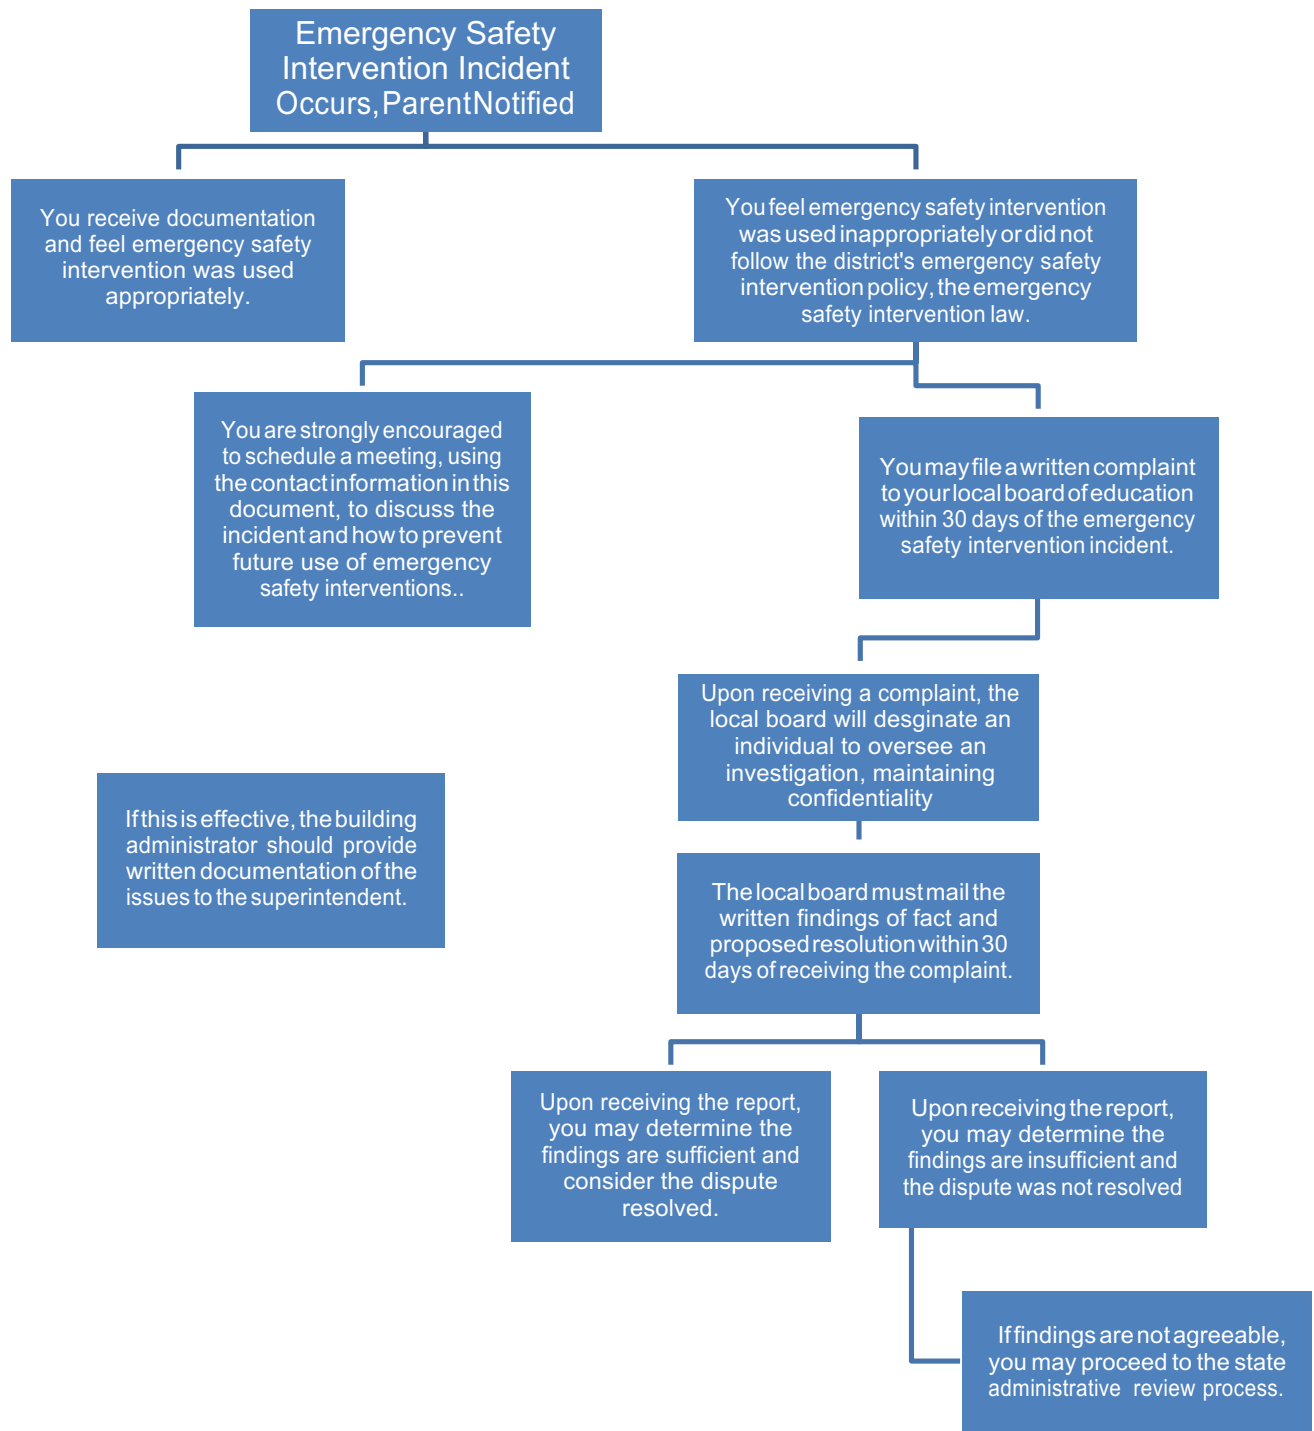 Emergency Safety
Intervention Incident
Occurs, Parent Notified
You receive documentation
and feel emergency safety
intervention was used
appropriately.
You feel emergency safety intervention
was used inappropriately or did not
follow the district's emergency safety
intervention policy, the emergency
safety intervention law.
You are strongly encouraged
to schedule a meeting, using
the contact information in this
document, to discuss the
incident and how to prevent
future use of emergency
safety interventions..
You may file a written complaint
to your local board of education
within 30 days of the emergency
safety intervention incident.
Upon receiving a complaint, the
local board will desginate an
individual to oversee an
investigation, maintaining
confidentiality
If this is effective, the building
administrator should provide
written documentation of the
issues to the superintendent.
The local board must mail the
written findings of fact and
proposed resolution within 30
days of receiving the complaint.
Upon receiving the report,
you may determine the
findings are sufficient and
consider the dispute
resolved.
Upon receiving the report,
you may determine the
findings are insufficient and
the dispute was not resolved
If findings are not agreeable,
you may proceed to the state
administrative review process.